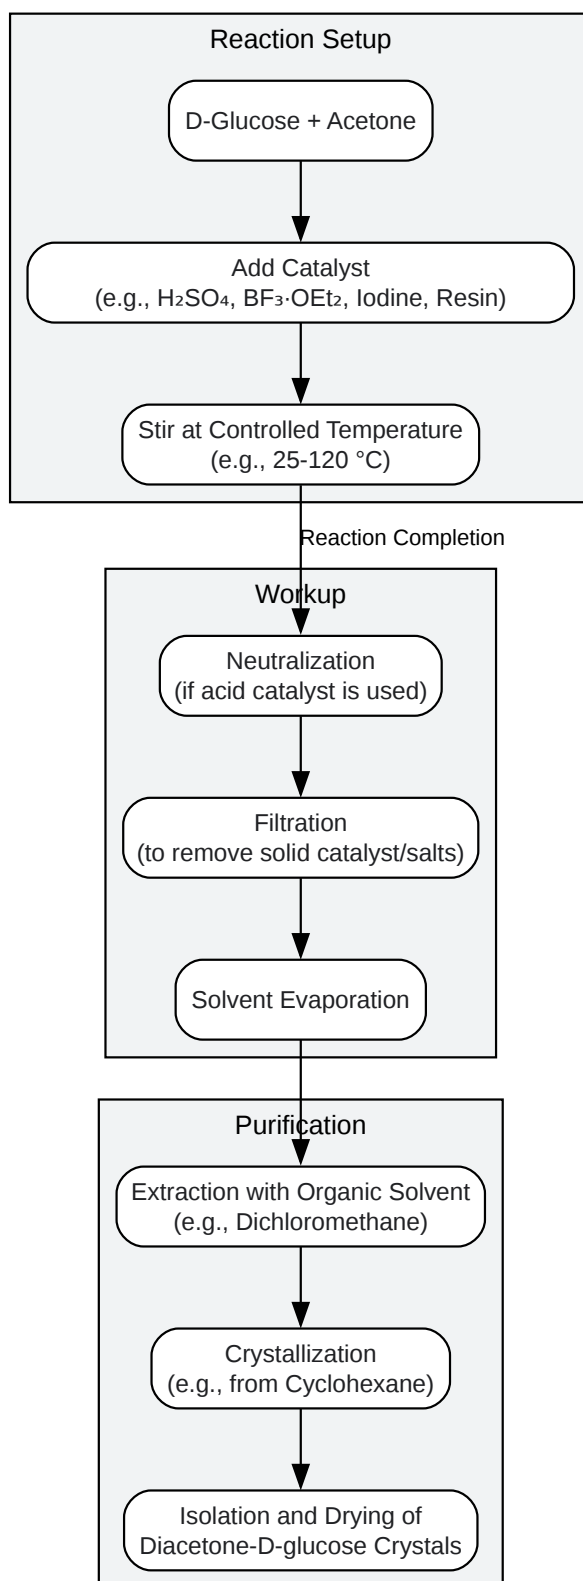 Reaction Setup
D-Glucose + Acetone
Add Catalyst
(e.g., H₂SO₄, BF₃·OEt₂, Iodine, Resin)
Stir at Controlled Temperature
(e.g., 25-120 °C)
Reaction Completion
Workup
Neutralization
(if acid catalyst is used)
Filtration
(to remove solid catalyst/salts)
Solvent Evaporation
Purification
Extraction with Organic Solvent
(e.g., Dichloromethane)
Crystallization
(e.g., from Cyclohexane)
Isolation and Drying of
Diacetone-D-glucose Crystals